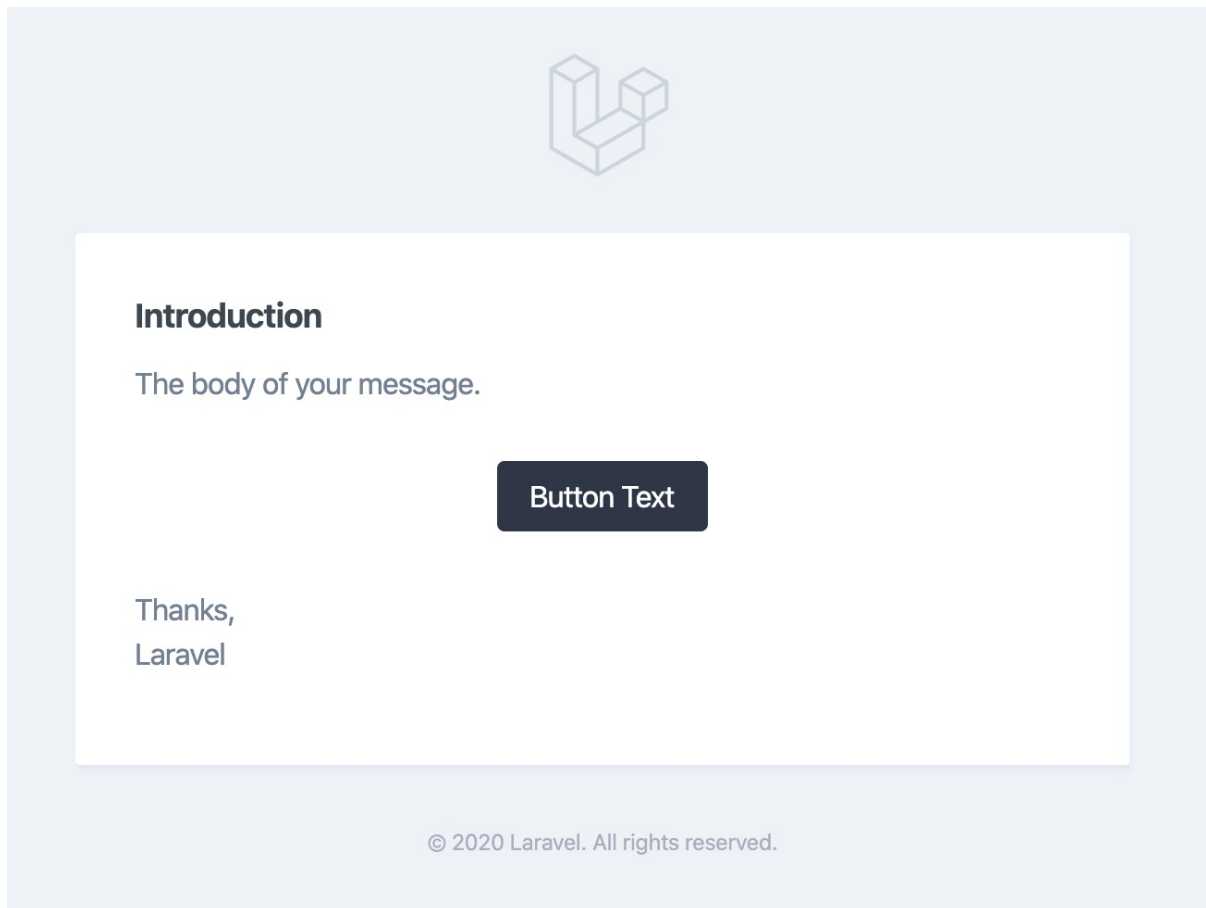 Introduction
The body of your message.
Button Text
Thanks,
Laravel
© 2020 Laravel. All rights reserved.